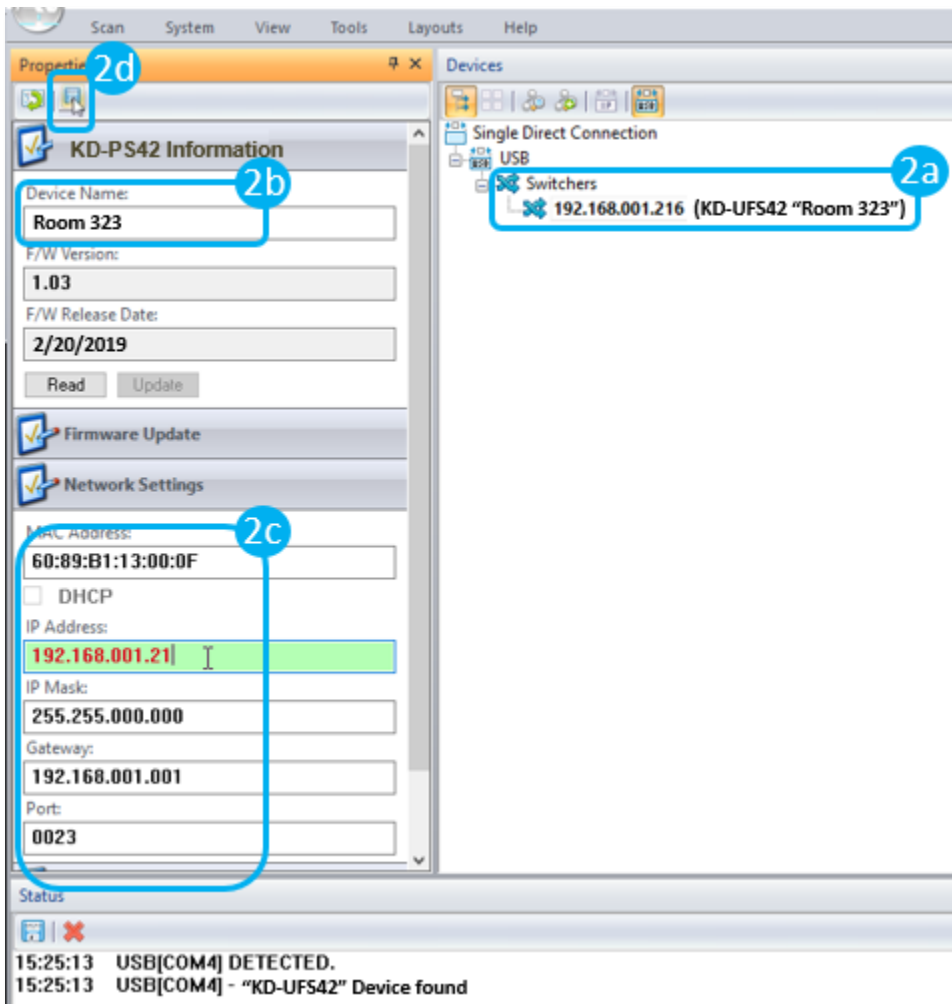 Scan System View Tools Layouts Help
Properties
2d
KD-PS42 Information
Device Name:
2b
Room 323
F/W Version:
1.03
F/W Release Date:
2/20/2019
Read Update
Firmware Update
Network Settings
MAC Address:
2c
60:89:B1:13:00:0F
DHCP
IP Address:
192.168.001.21
IP Mask:
255.255.000.000
Gateway:
192.168.001.001
Port:
0023
Devices
IP USB
Single Direct Connection
USB
Switchers
2a
192.168.001.216 (KD-UFS42 “Room 323”)
Status
15:25:13 USB[COM4] DETECTED.
15:25:13 USB[COM4] - “KD-UFS42” Device found